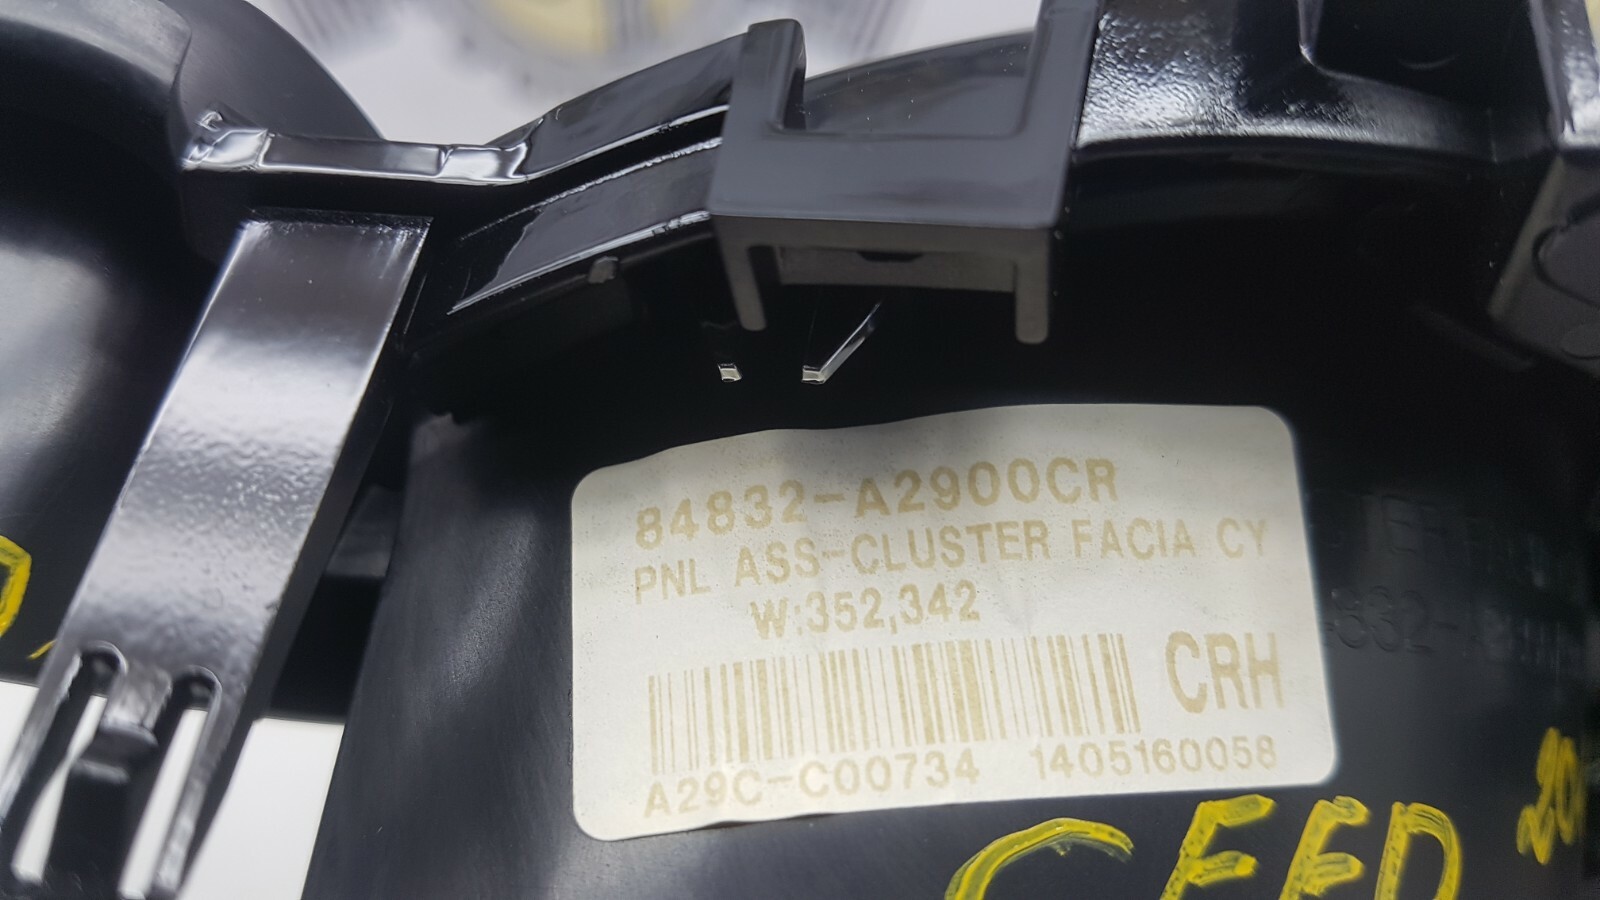 84832-A2900CR
PNL ASS-CLUSTER FACIA CY
W:352,342
CRH
A29C-C00734 1405160058
CEED